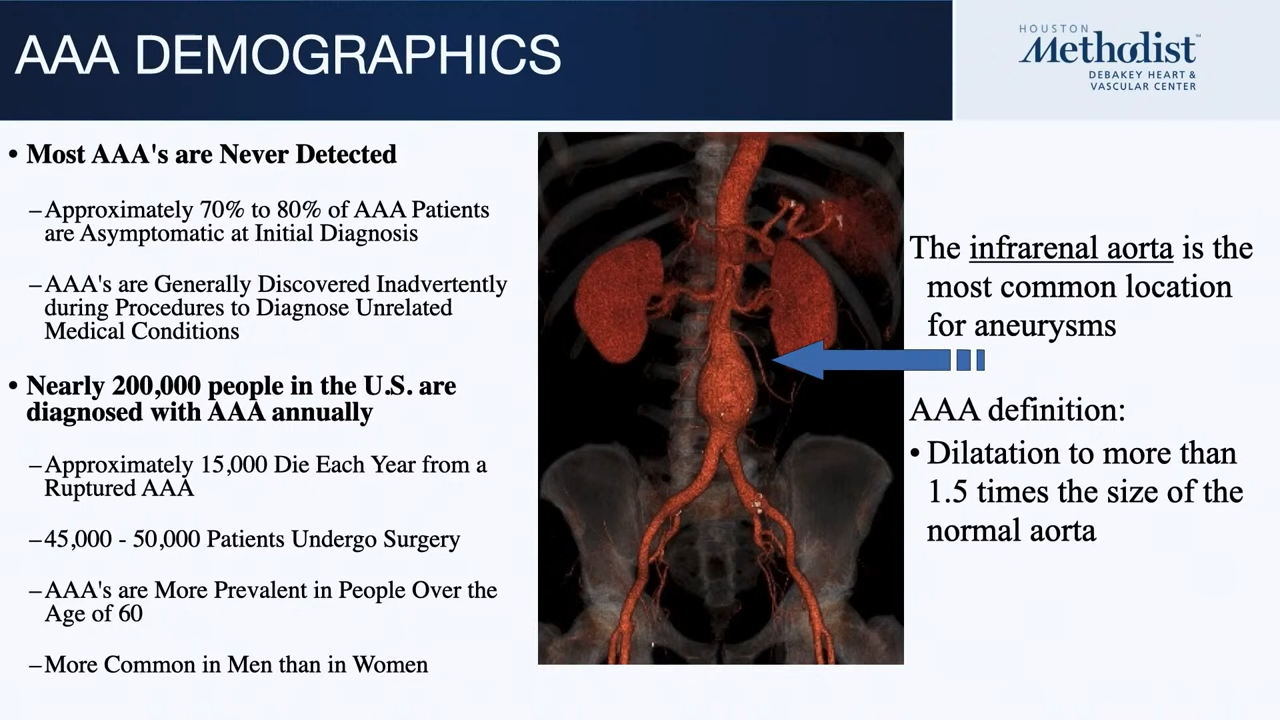 AAA DEMOGRAPHICS
HOUSTON
Methodist™
DEBAKEY HEART &
VASCULAR CENTER
• Most AAA's are Never Detected
–Approximately 70% to 80% of AAA Patients
are Asymptomatic at Initial Diagnosis
–AAA's are Generally Discovered Inadvertently
during Procedures to Diagnose Unrelated
Medical Conditions
• Nearly 200,000 people in the U.S. are
diagnosed with AAA annually
–Approximately 15,000 Die Each Year from a
Ruptured AAA
–45,000 - 50,000 Patients Undergo Surgery
–AAA's are More Prevalent in People Over the
Age of 60
–More Common in Men than in Women
The infrarenal aorta is the
most common location
for aneurysms
AAA definition:
• Dilatation to more than
1.5 times the size of the
normal aorta